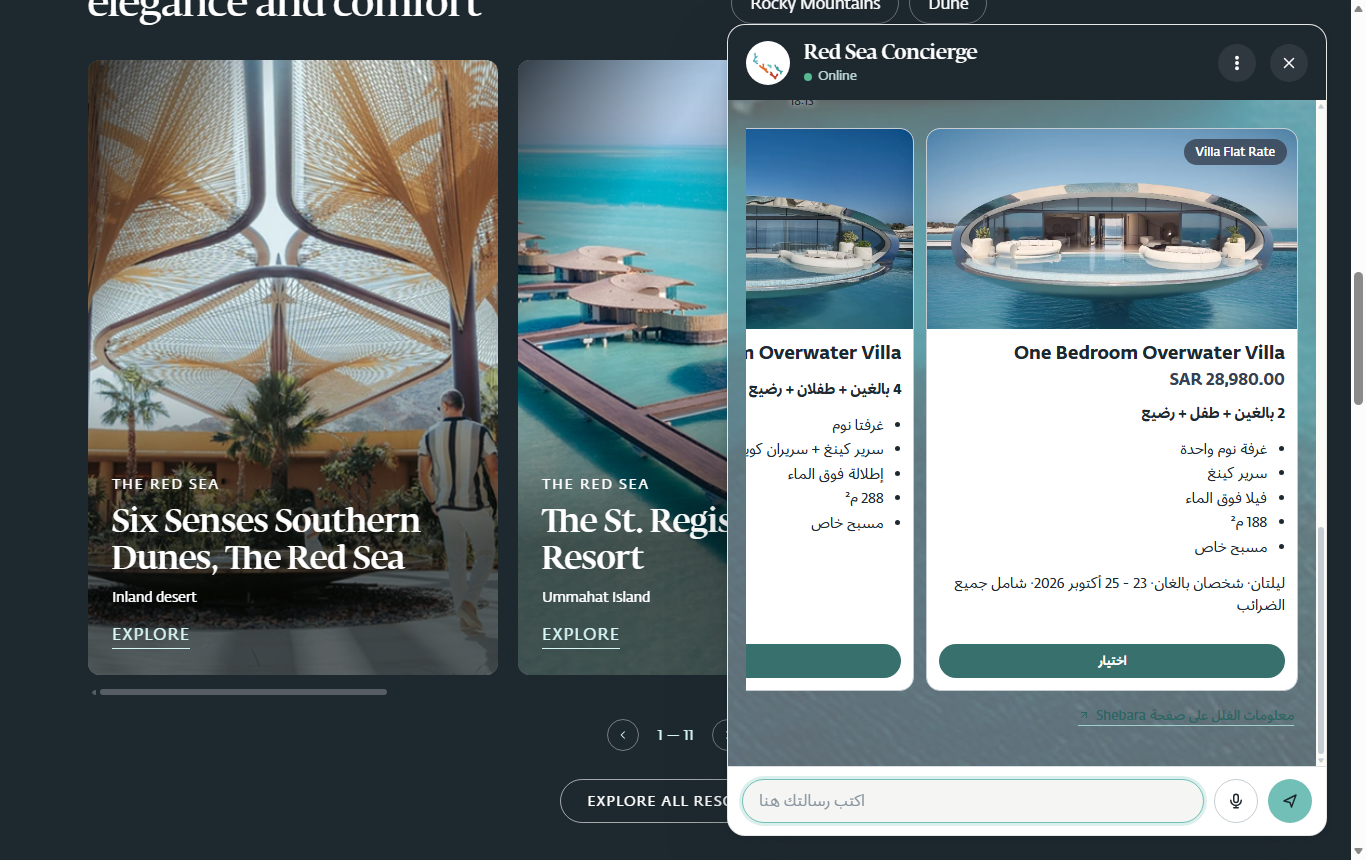 elegance and comfort
Rocky Mountains
Dune
THE RED SEA
Six Senses Southern
Dunes, The Red Sea
Inland desert
EXPLORE
THE RED SEA
The St. Regis
Resort
Ummahat Island
EXPLORE
1 — 11
EXPLORE ALL RESO
Red Sea Concierge
Online
18:13
Villa Flat Rate
One Bedroom Overwater Villa
SAR 28,980.00
2 بالغين + طفل + رضيع
غرفة نوم واحدة
سرير كينغ
فيلا فوق الماء
188 م²
مسبح خاص
ليلتان· شخصان بالغان· 23 - 25 أكتوبر 2026· شامل جميع
الضرائب
اختيار
n Overwater Villa
4 بالغين + طفلان + رضيع
غرفتا نوم
سرير كينغ + سريران كوي
إطلالة فوق الماء
288 م²
مسبح خاص
معلومات الفلل على صفحة Shebara
اكتب رسالتك هنا